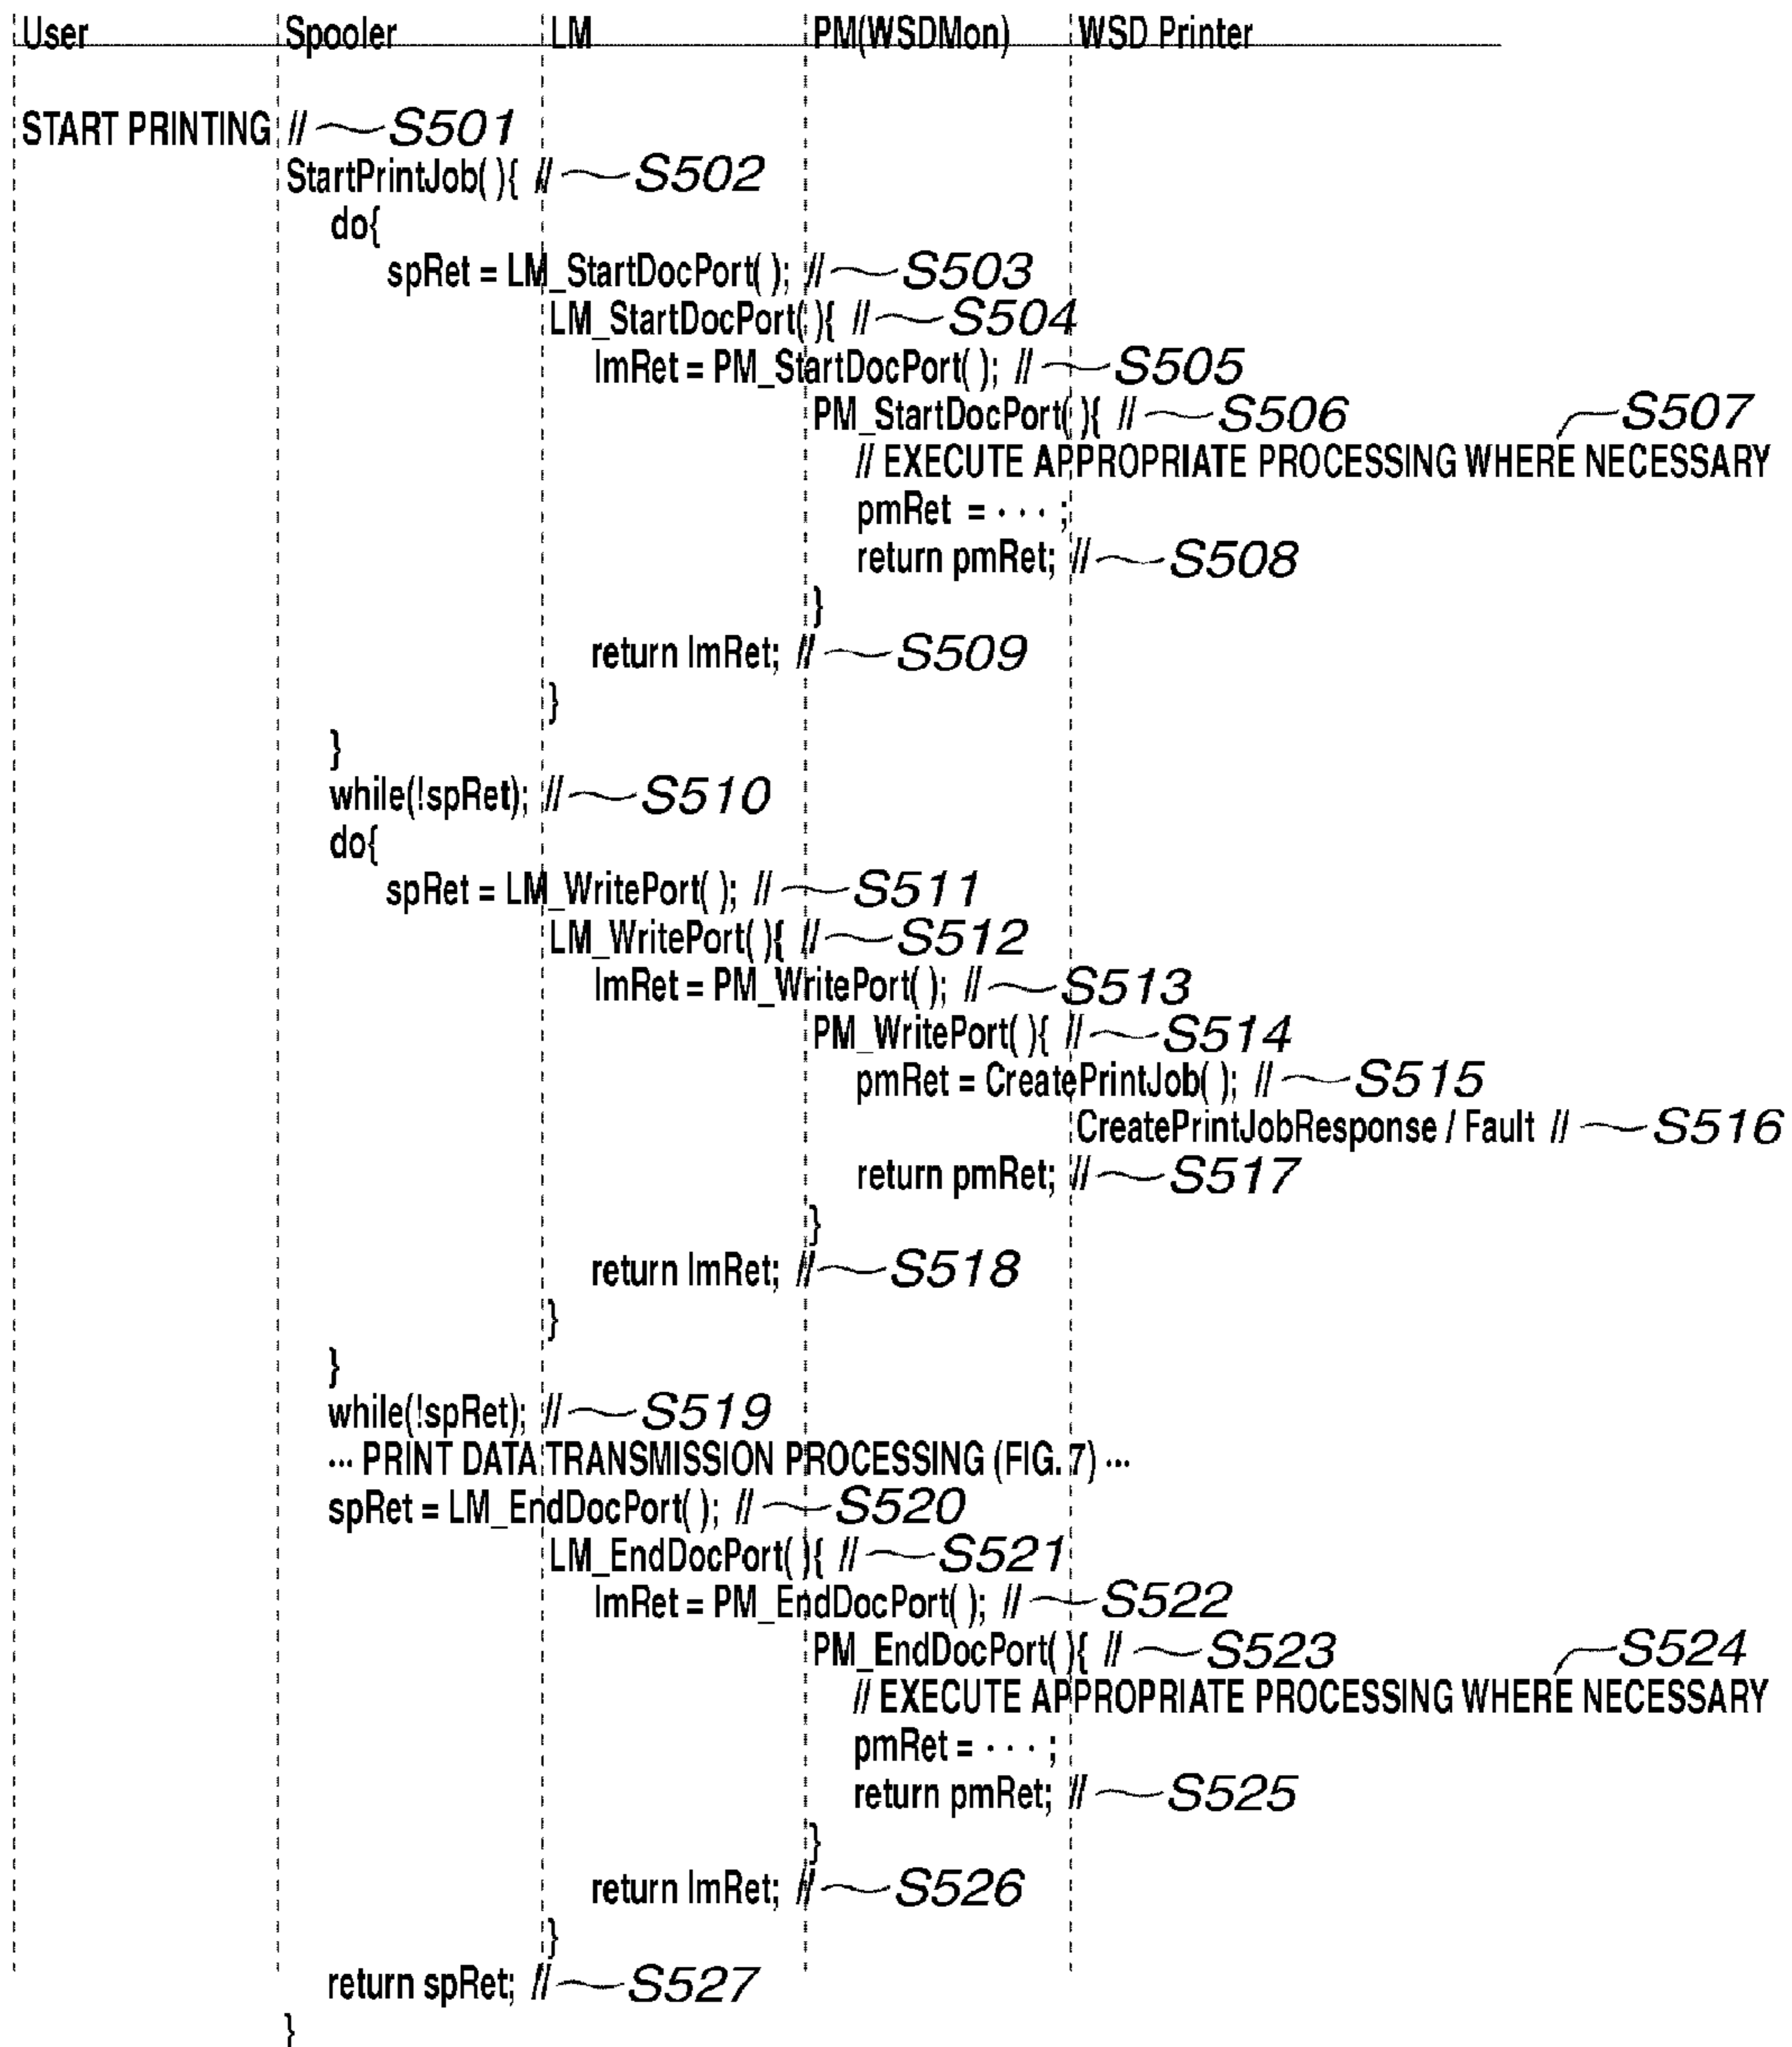 User Spooler LM PM(WSDMon) WSD Printer
START PRINTING // S501
StartPrintJob( ){ // S502
do{
spRet = LM_StartDocPort( ); // S503
LM_StartDocPort( ){ // S504
lmRet = PM_StartDocPort( ); // S505
PM_StartDocPort( ){ // S506 S507
// EXECUTE APPROPRIATE PROCESSING WHERE NECESSARY
pmRet = · · · ;
return pmRet; // S508
}
return lmRet; // S509
}
}
while(!spRet); // S510
do{
spRet = LM_WritePort( ); // S511
LM_WritePort( ){ // S512
lmRet = PM_WritePort( ); // S513
PM_WritePort( ){ // S514
pmRet = CreatePrintJob( ); // S515
CreatePrintJobResponse / Fault // S516
return pmRet; // S517
}
return lmRet; // S518
}
}
while(!spRet); // S519
··· PRINT DATA TRANSMISSION PROCESSING (FIG. 7) ···
spRet = LM_EndDocPort( ); // S520
LM_EndDocPort( ){ // S521
lmRet = PM_EndDocPort( ); // S522
PM_EndDocPort( ){ // S523 S524
// EXECUTE APPROPRIATE PROCESSING WHERE NECESSARY
pmRet = · · · ;
return pmRet; // S525
}
return lmRet; // S526
}
return spRet; // S527
}